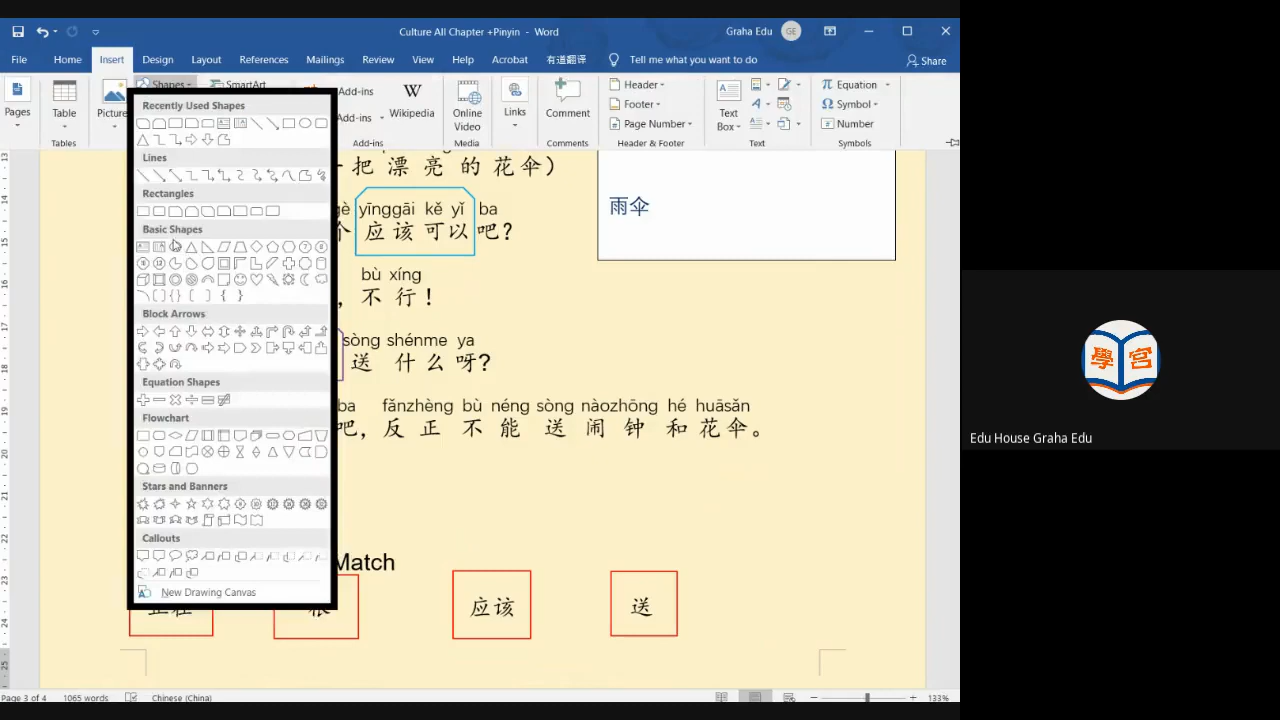 Culture All Chapter +Pinyin - Word
Graha Edu
GE
File
Home
Insert
Design
Layout
References
Mailings
Review
View
Help
Acrobat
有道翻译
Tell me what you want to do
Share
Pages
Table
Picture
Shapes
SmartArt
Add-ins
Add-ins
W
Wikipedia
Online Video
Links
Comment
Header
Footer
Page Number
Text Box
Equation
Symbol
Number
Tables
Add-ins
Media
Comments
Header & Footer
Text
Symbols
Recently Used Shapes
Lines
Rectangles
Basic Shapes
Block Arrows
Equation Shapes
Flowchart
Stars and Banners
Callouts
New Drawing Canvas
把 漂 亮 的 花伞）
gè yīnggāi kě yǐ ba
个 应该可以吧?
bù xíng
, 不 行！
sòng shénme ya
送 什么呀?
ba fǎnzhèng bù néng sòng nàozhōng hé huāsǎn
吧, 反 正 不 能 送 闹 钟 和花伞。
雨伞
Match
应该
送
Page 3 of 4
1065 words
Chinese (China)
133%
學宮
Edu House Graha Edu